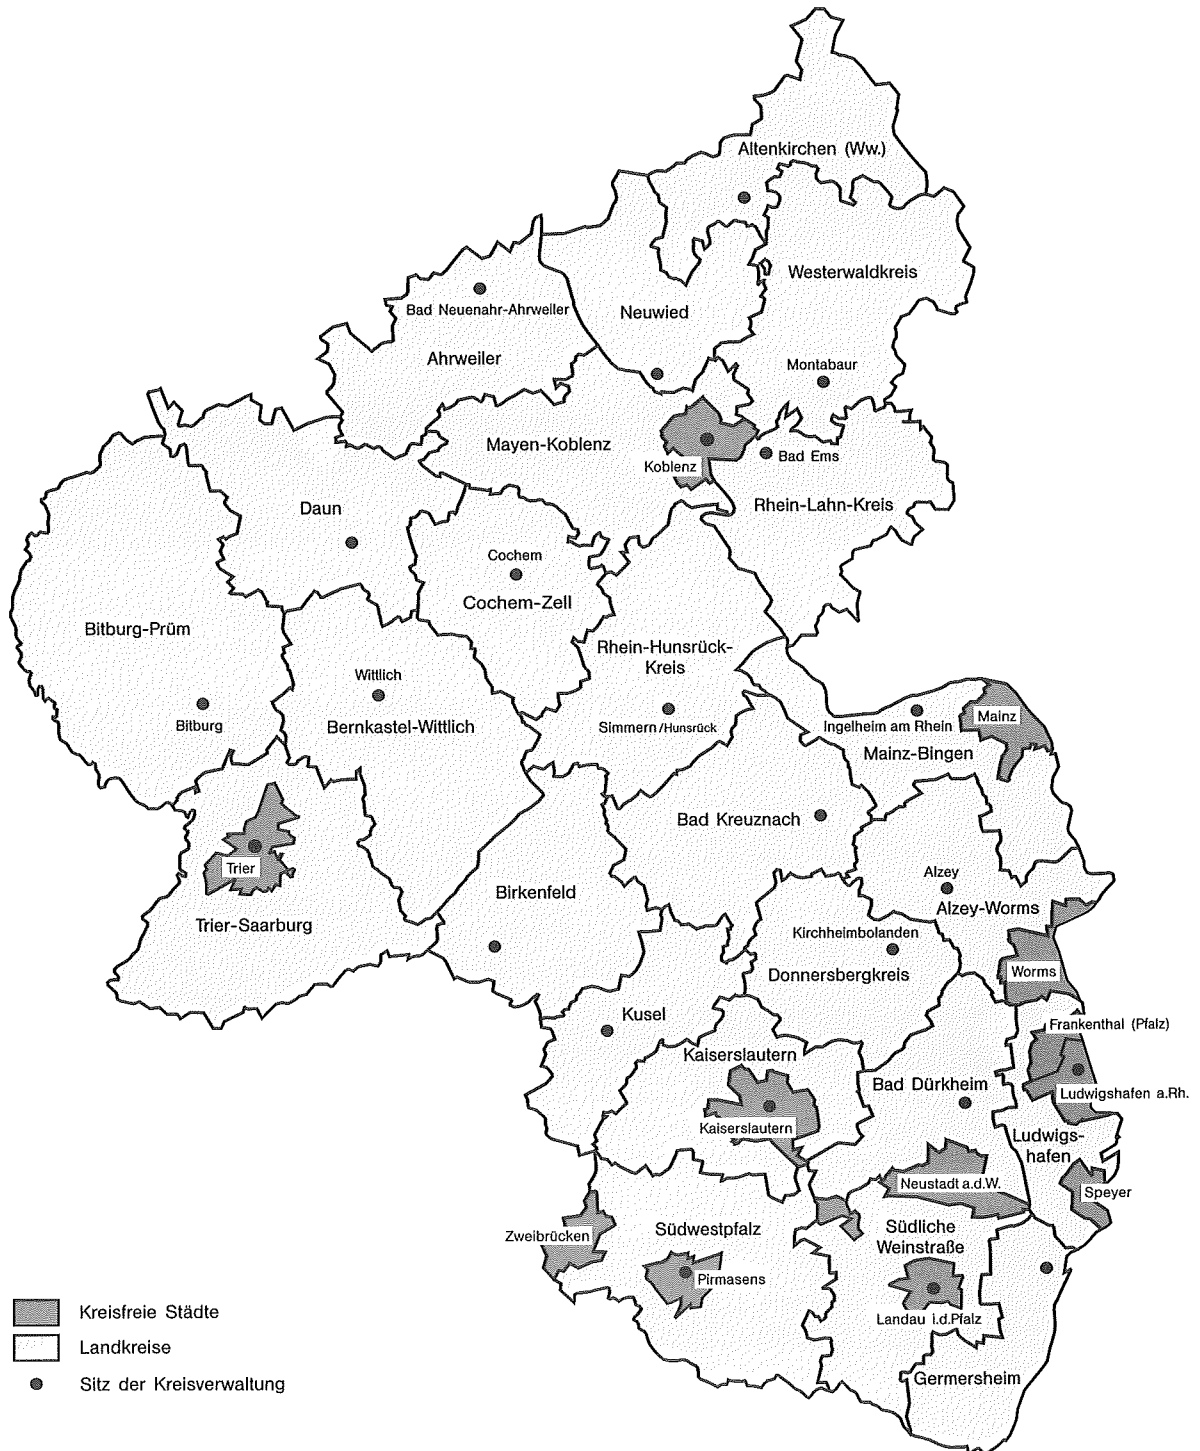 Altenkirchen (Ww.)
Westerwaldkreis
Bad Neuenahr-Ahrweiler
Neuwied
Ahrweiler
Montabaur
Mayen-Koblenz
Koblenz
Bad Ems
Daun
Rhein-Lahn-Kreis
Cochem
Cochem-Zell
Bitburg-Prüm
Rhein-Hunsrück-
Kreis
Wittlich
Bitburg
Bernkastel-Wittlich
Simmern/Hunsrück
Ingelheim am Rhein
Mainz
Mainz-Bingen
Bad Kreuznach
Trier
Alzey
Birkenfeld
Alzey-Worms
Trier-Saarburg
Kirchheimbolanden
Donnersbergkreis
Worms
Kusel
Frankenthal (Pfalz)
Kaiserslautern
Bad Dürkheim
Ludwigshafen a.Rh.
Kaiserslautern
Ludwigs-
hafen
Neustadt a.d.W.
Speyer
Zweibrücken
Südwestpfalz
Südliche
Weinstraße
Pirmasens
Landau i.d.Pfalz
Germersheim
Kreisfreie Städte
Landkreise
Sitz der Kreisverwaltung